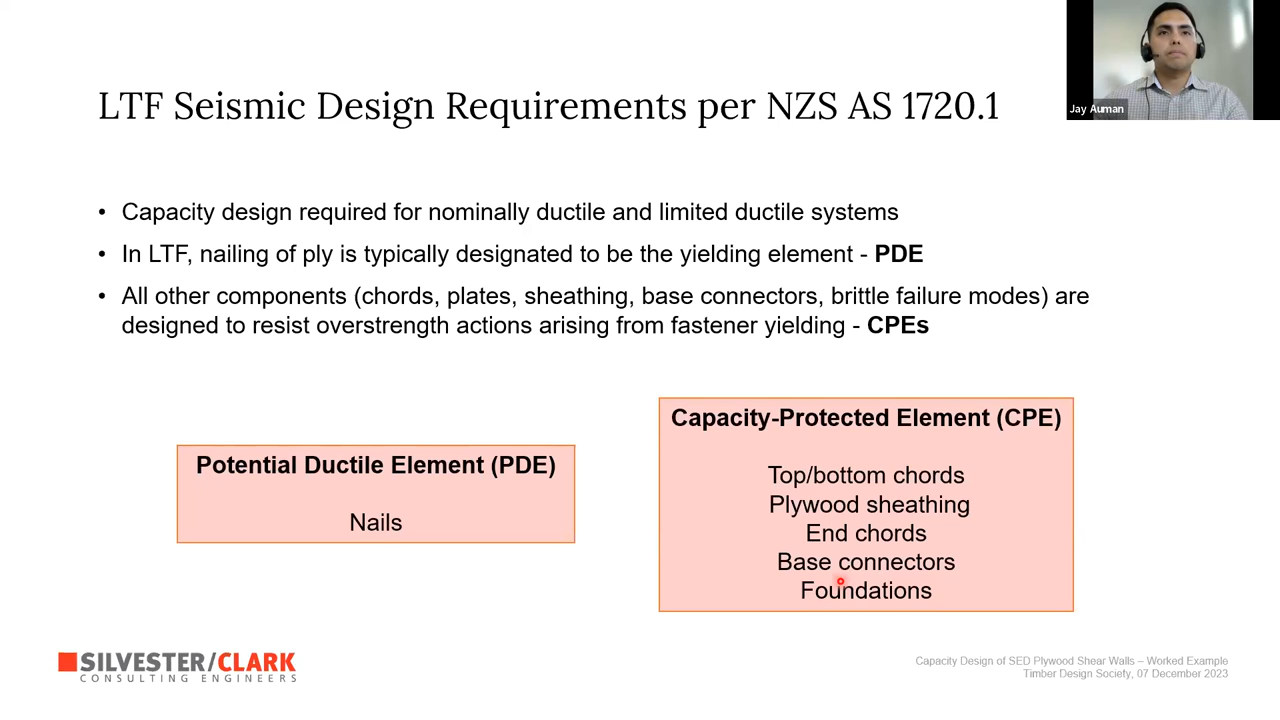 LTF Seismic Design Requirements per NZS AS 1720.1
Jay Auman
• Capacity design required for nominally ductile and limited ductile systems
• In LTF, nailing of ply is typically designated to be the yielding element - PDE
• All other components (chords, plates, sheathing, base connectors, brittle failure modes) are
designed to resist overstrength actions arising from fastener yielding - CPEs
Potential Ductile Element (PDE)
Nails
Capacity-Protected Element (CPE)
Top/bottom chords
Plywood sheathing
End chords
Base connectors
Foundations
SILVESTER/CLARK
CONSULTING ENGINEERS
Capacity Design of SED Plywood Shear Walls – Worked Example
Timber Design Society, 07 December 2023